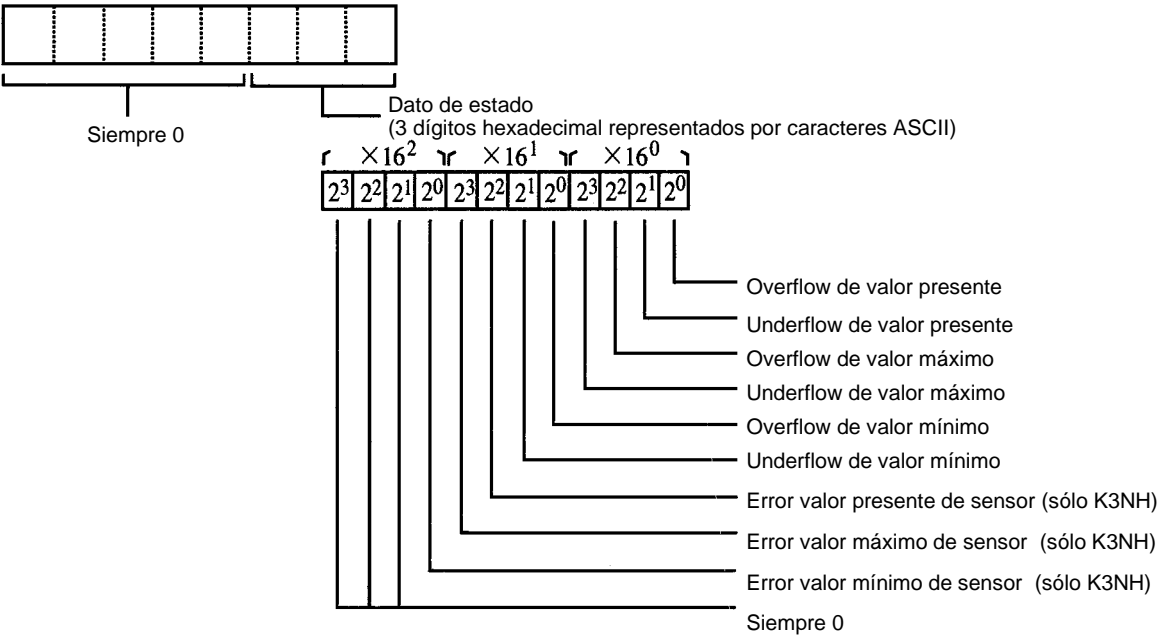 Dato de estado
Siempre 0
(3 dígitos hexadecimal representados por caracteres ASCII)
×16² ×16¹ ×16⁰
2³ 2² 2¹ 2⁰ 2³ 2² 2¹ 2⁰ 2³ 2² 2¹ 2⁰
Overflow de valor presente
Underflow de valor presente
Overflow de valor máximo
Underflow de valor máximo
Overflow de valor mínimo
Underflow de valor mínimo
Error valor presente de sensor (sólo K3NH)
Error valor máximo de sensor (sólo K3NH)
Error valor mínimo de sensor (sólo K3NH)
Siempre 0